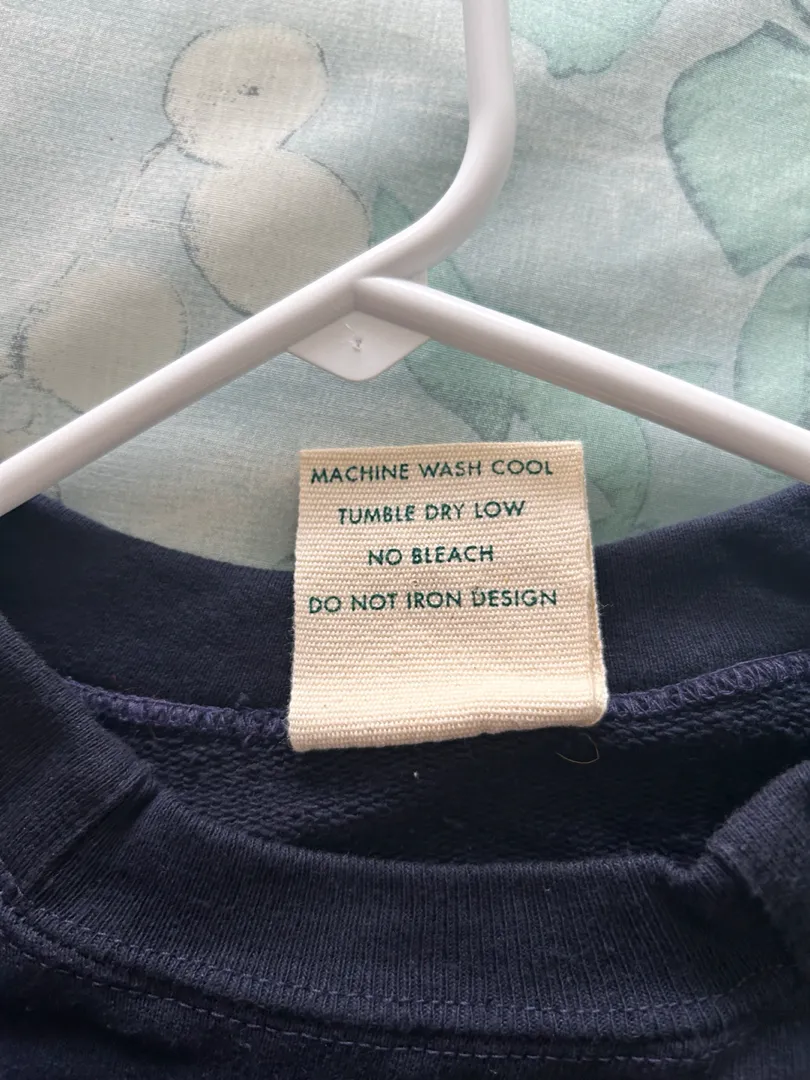 MACHINE WASH COOL
TUMBLE DRY LOW
NO BLEACH
DO NOT IRON DESIGN